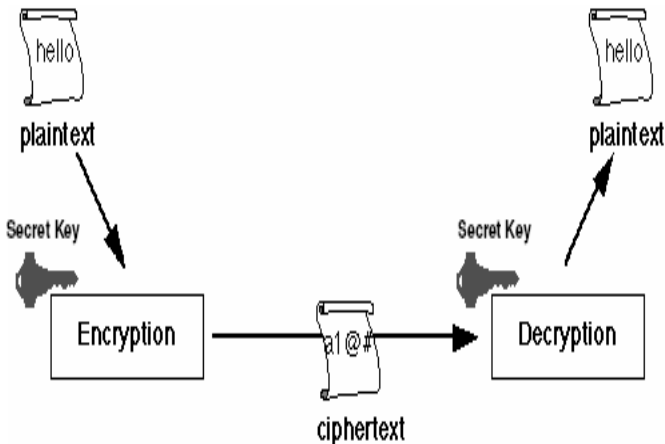 hello
hello
plaintext
plaintext
Secret Key
Secret Key
Encryption
a1@#
Decryption
ciphertext